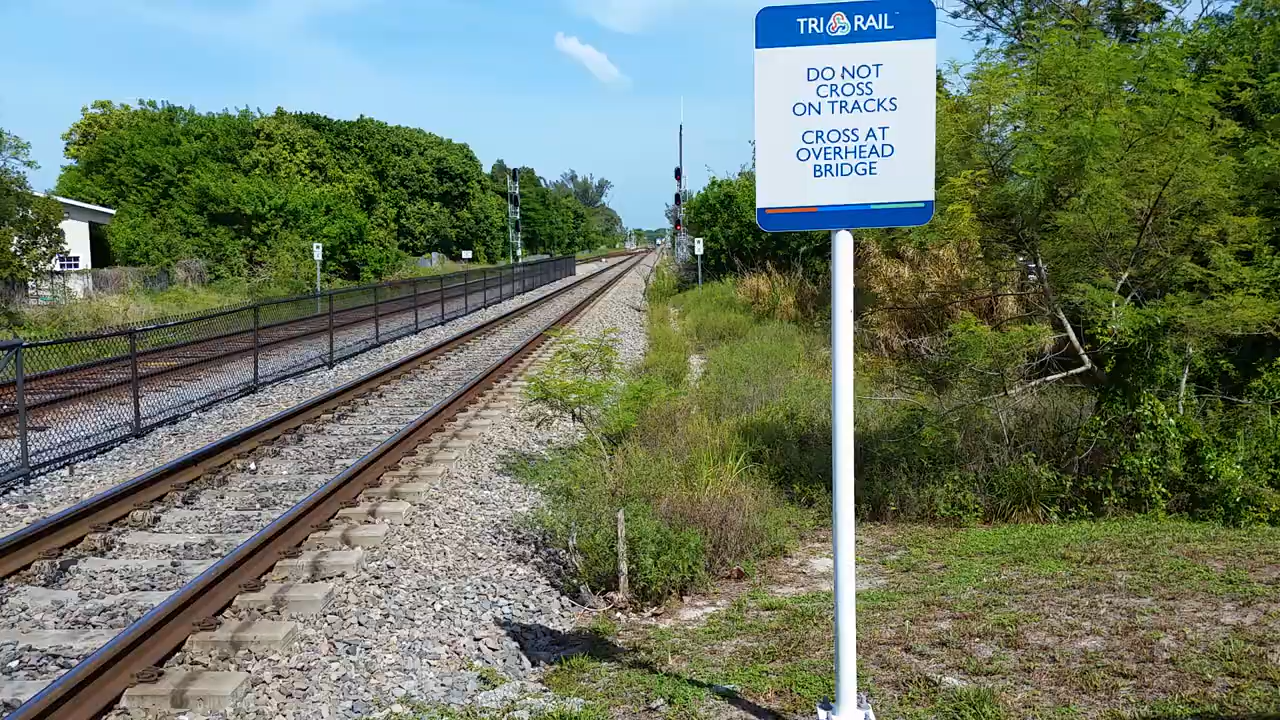 TRI RAIL
DO NOT
CROSS
ON TRACKS
CROSS AT
OVERHEAD
BRIDGE